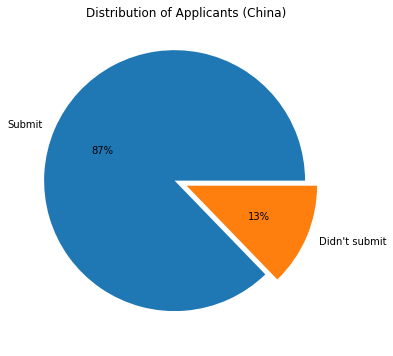 Distribution of Applicants (China)
Submit
87%
13%
Didn't submit